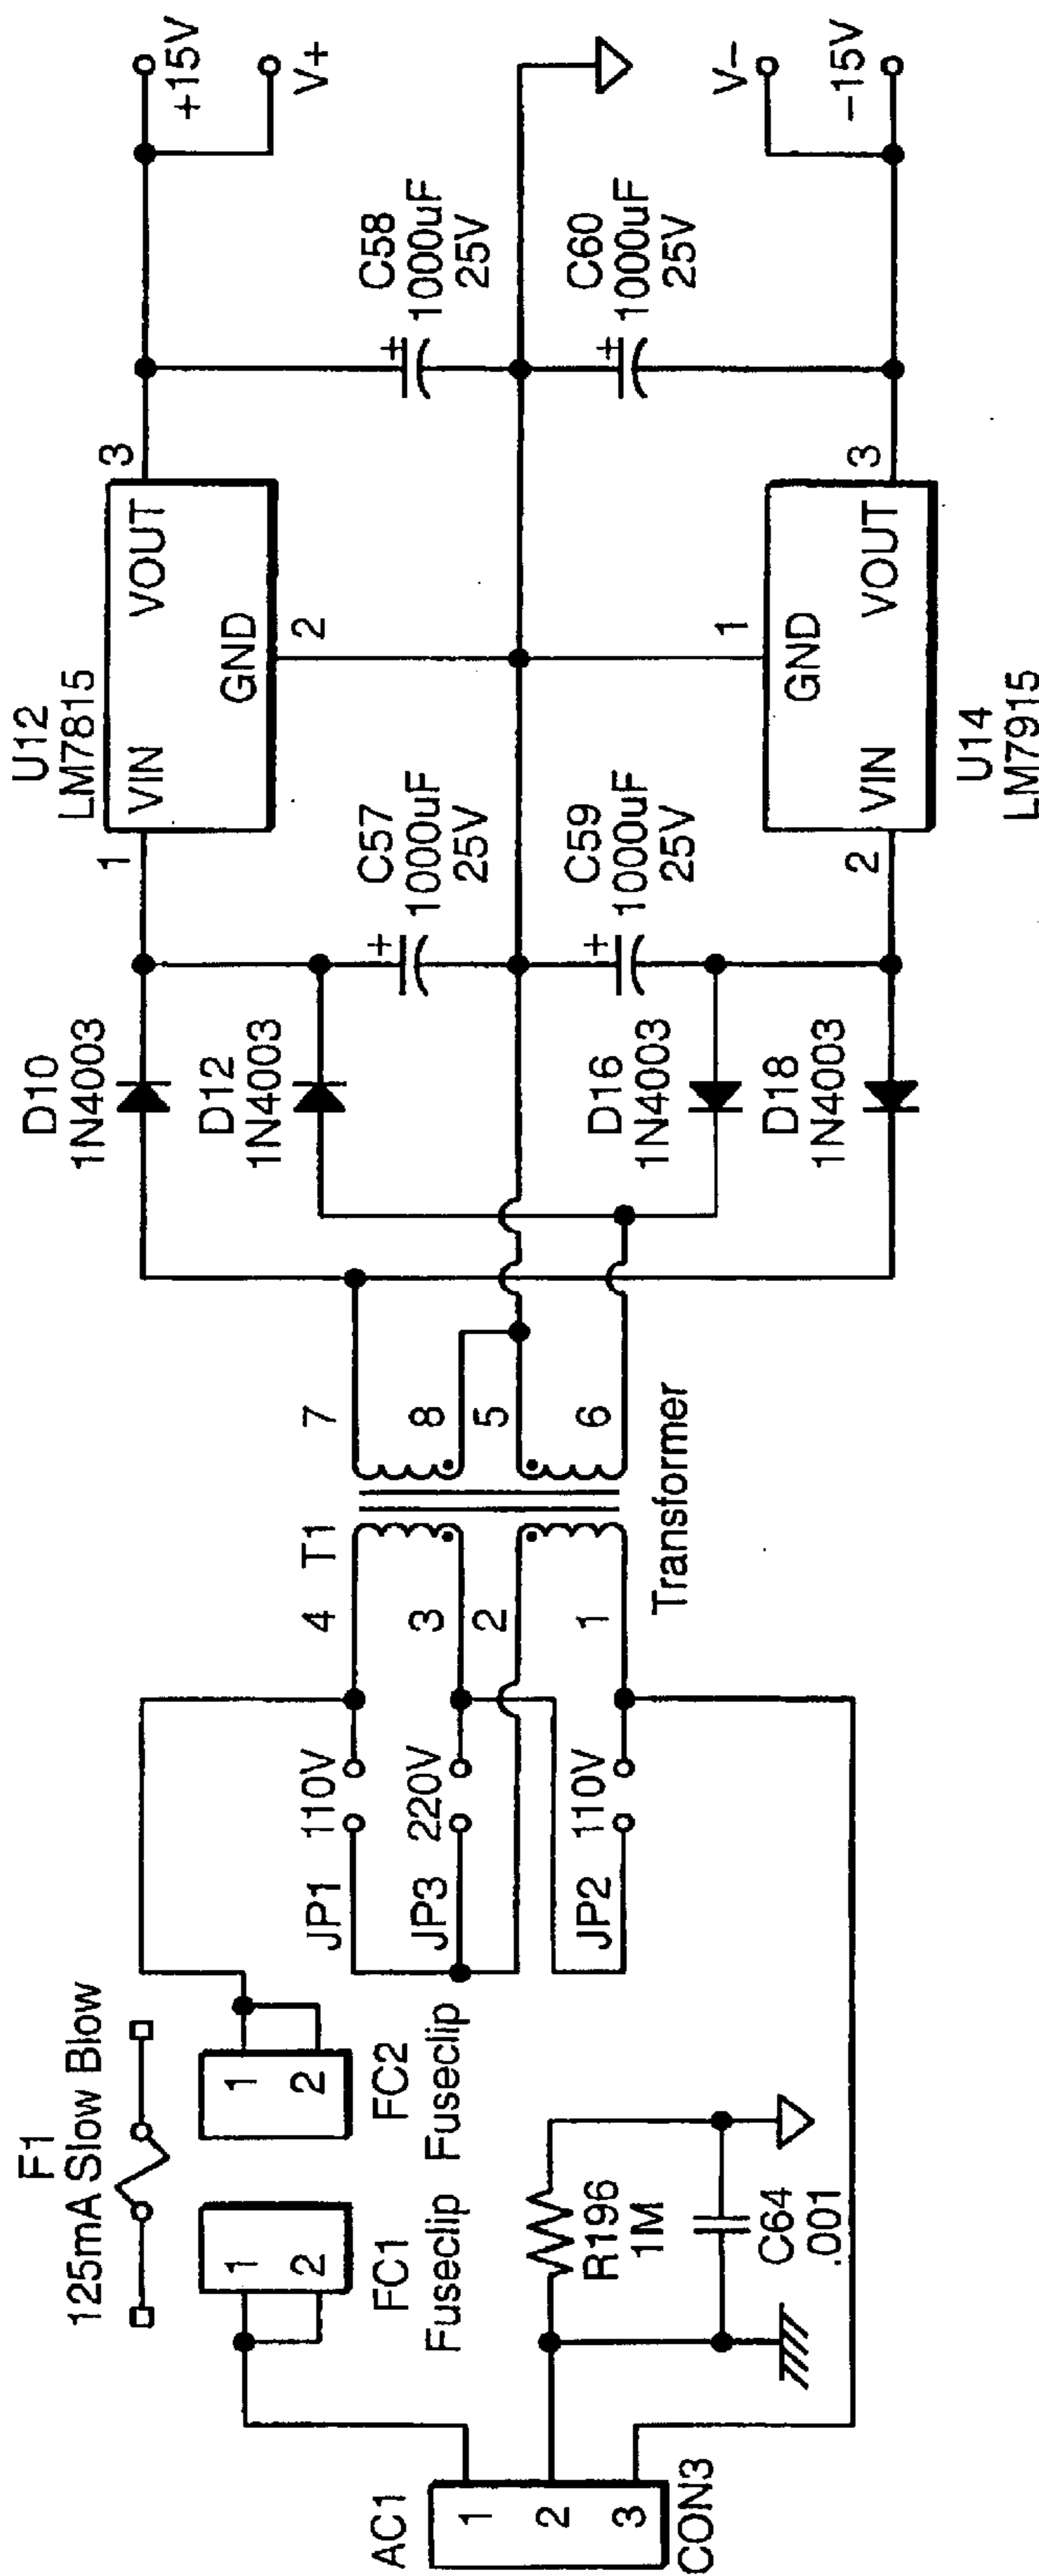 AC1
1
2
3
CON3
F1
125mA Slow Blow
1
2
FC1
Fuseclip
1
2
FC2
Fuseclip
R196
1M
C64
.001
JP1
110V
JP3
220V
JP2
110V
4
3
2
1
T1
Transformer
7
8
5
6
D10
1N4003
D12
1N4003
D16
1N4003
D18
1N4003
C57
+
1000uF
25V
C59
+
1000uF
25V
U12
LM7815
1
VIN
VOUT
3
GND
2
1
GND
2
VIN
VOUT
3
U14
LM7915
C58
+
1000uF
25V
C60
+
1000uF
25V
+15V
V+
V−
−15V